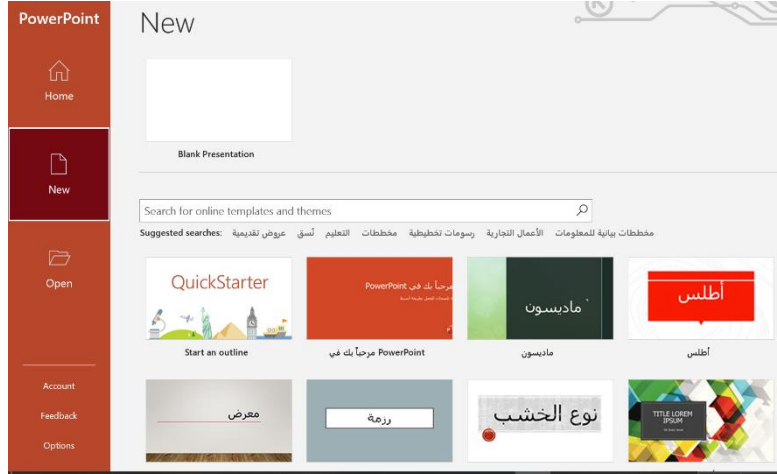 PowerPoint
New
Home
New
Open
Account
Feedback
Options
Blank Presentation
Search for online templates and themes
Suggested searches: عروض تقديمية نُسق التعليم مخططات رسومات تخطيطية الأعمال التجارية مخططات بيانية للمعلومات
QuickStarter
مرحباً بك في PowerPoint
ماديسون
أطلس
Start an outline
مرحباً بك في PowerPoint
ماديسون
أطلس
معرض
رزمة
نوع الخشب
TITLE LOREM
IPSUM